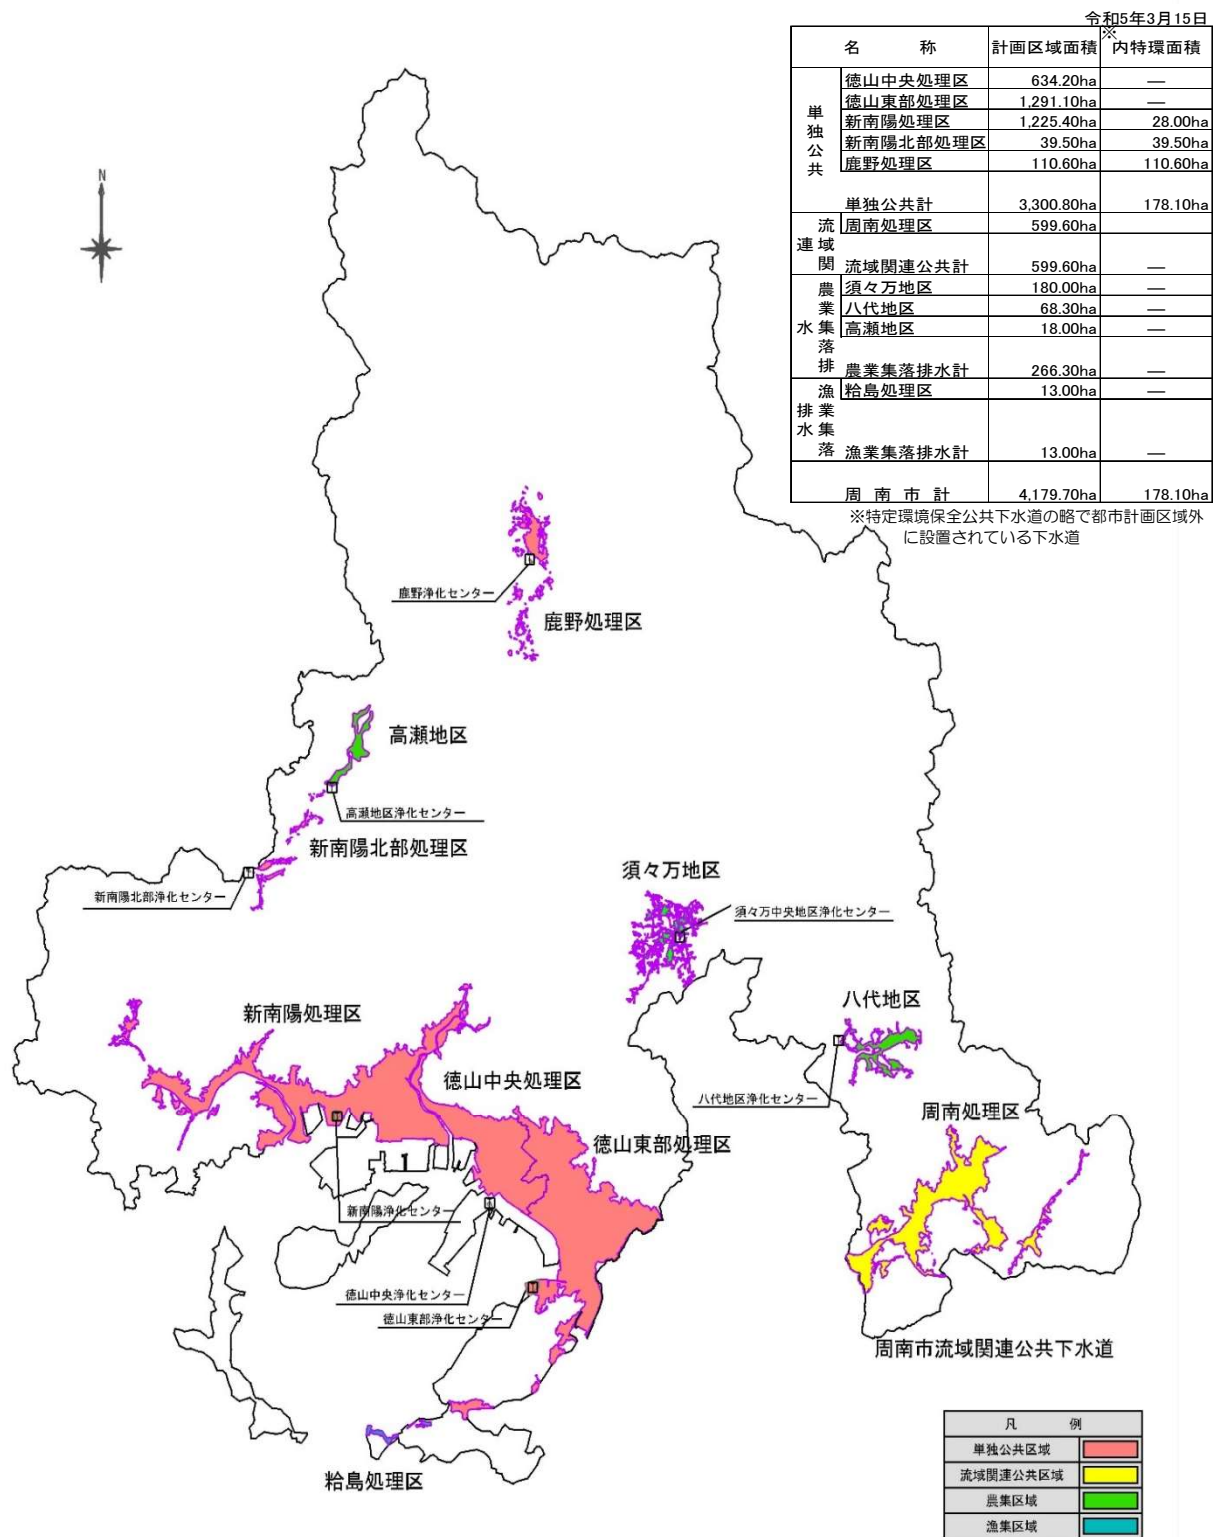 令和5年3月15日
名　　称 計画区域面積 ※内特環面積
単独公共
徳山中央処理区 634.20ha ―
徳山東部処理区 1,291.10ha ―
新南陽処理区 1,225.40ha 28.00ha
新南陽北部処理区 39.50ha 39.50ha
鹿野処理区 110.60ha 110.60ha
単独公共計 3,300.80ha 178.10ha
流域関連
周南処理区 599.60ha
流域関連公共計 599.60ha ―
農業集落排水
須々万地区 180.00ha ―
八代地区 68.30ha ―
高瀬地区 18.00ha ―
農業集落排水計 266.30ha ―
漁業集落排水
粭島処理区 13.00ha ―
漁業集落排水計 13.00ha ―
周南市計 4,179.70ha 178.10ha
※特定環境保全公共下水道の略で都市計画区域外
に設置されている下水道
N
鹿野浄化センター
鹿野処理区
高瀬地区
高瀬地区浄化センター
新南陽北部処理区
新南陽北部浄化センター
須々万地区
須々万中央地区浄化センター
八代地区
八代地区浄化センター
新南陽処理区
徳山中央処理区
徳山東部処理区
周南処理区
新南陽浄化センター
徳山中央浄化センター
徳山東部浄化センター
周南市流域関連公共下水道
粭島処理区
凡　　例
単独公共区域
流域関連公共区域
農集区域
漁集区域